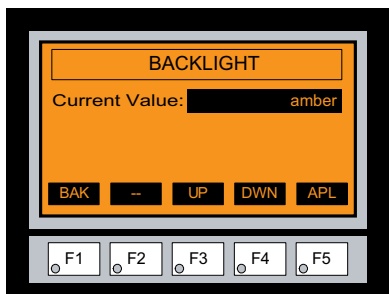 BACKLIGHT
Current Value: amber
BAK -- UP DWN APL
F1 F2 F3 F4 F5